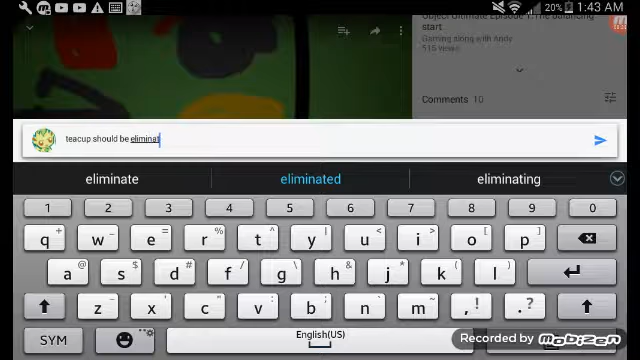 20% 1:43 AM
Object Ultimate Episode 1:The balancing
start
Gaming along with Andy
515 views
Comments 10
teacup should be eliminat
eliminate eliminated eliminating
1 2 3 4 5 6 7 8 9 0
q + w - e = r % t ^ y | u < i > o [ p ]
a @ s $ d # f / g \ h & j * k ( l )
z - x ' c " v : b ; n , m ~ , ! . ?
SYM English(US)
Recorded by mobizen